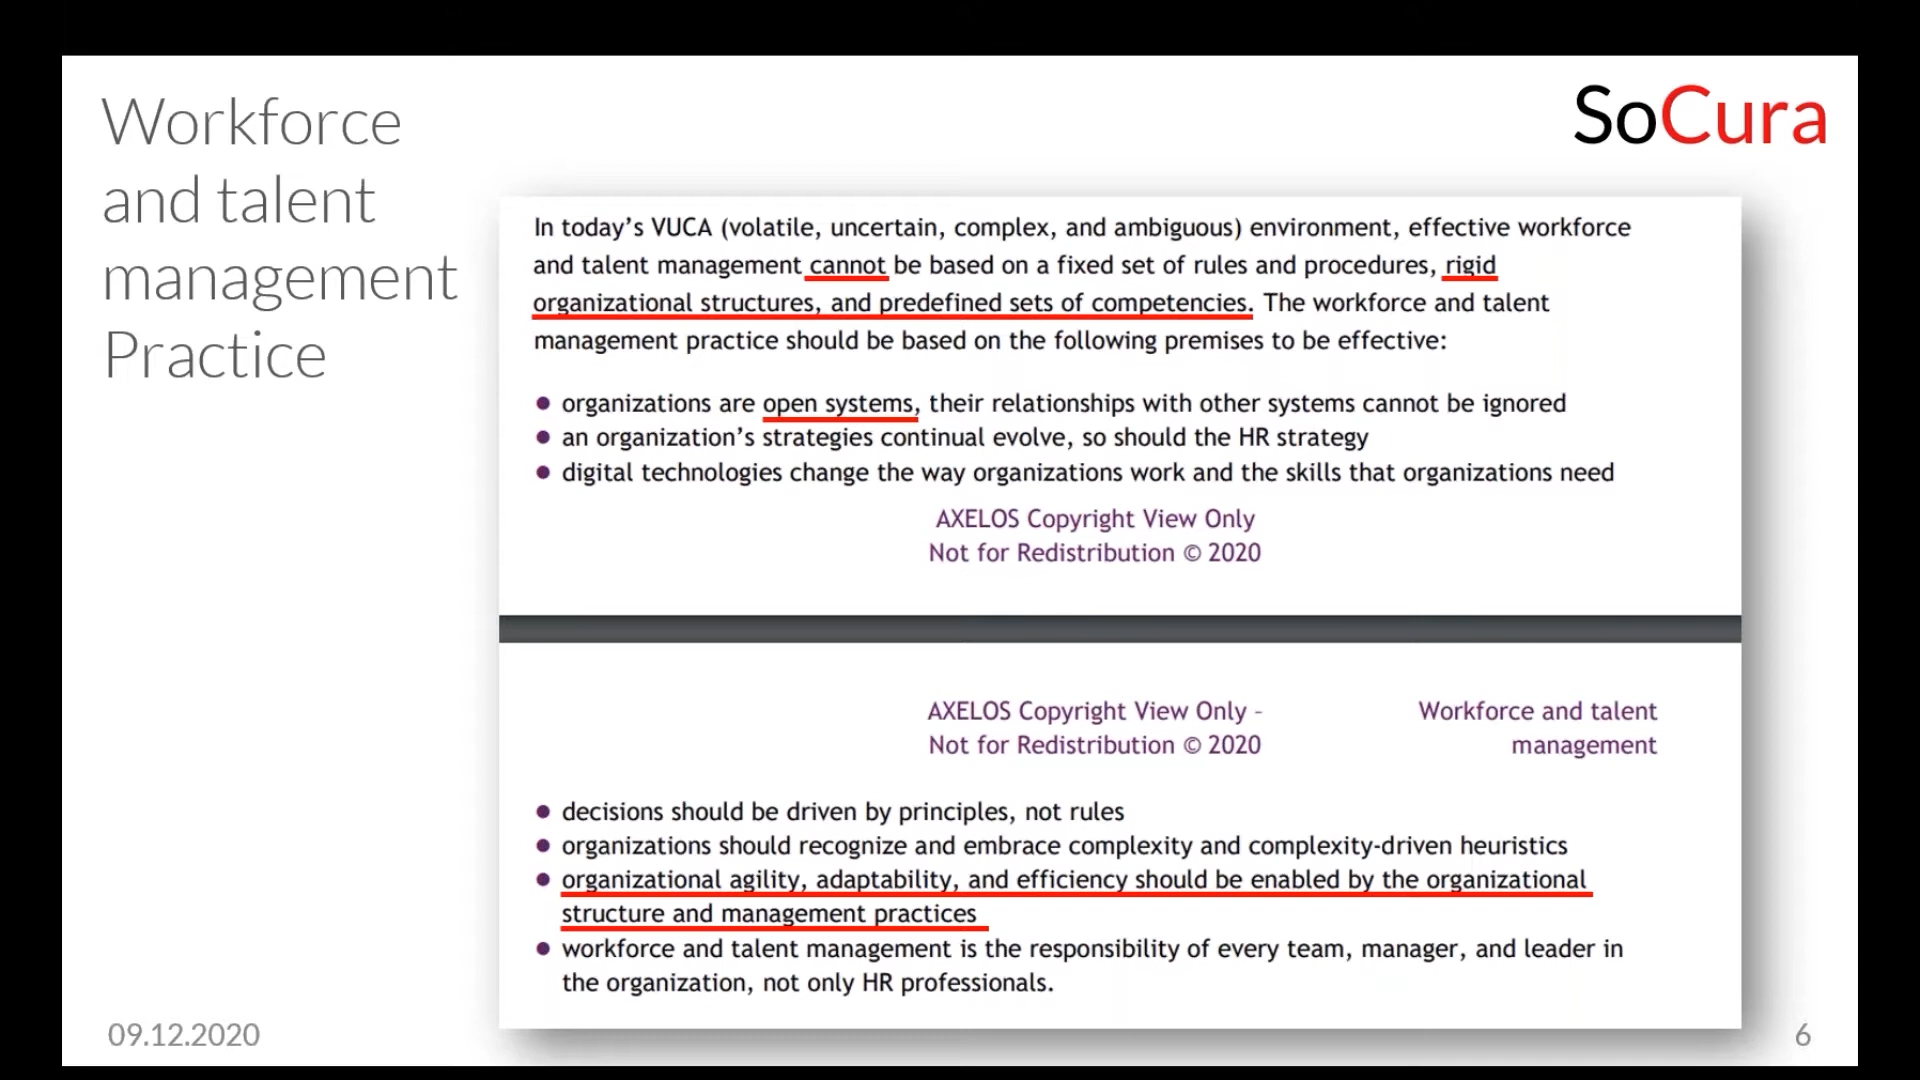 Workforce
and talent
management
Practice
SoCura
In today’s VUCA (volatile, uncertain, complex, and ambiguous) environment, effective workforce
and talent management cannot be based on a fixed set of rules and procedures, rigid
organizational structures, and predefined sets of competencies. The workforce and talent
management practice should be based on the following premises to be effective:
● organizations are open systems, their relationships with other systems cannot be ignored
● an organization’s strategies continual evolve, so should the HR strategy
● digital technologies change the way organizations work and the skills that organizations need
AXELOS Copyright View Only
Not for Redistribution © 2020
AXELOS Copyright View Only -
Not for Redistribution © 2020
Workforce and talent
management
● decisions should be driven by principles, not rules
● organizations should recognize and embrace complexity and complexity-driven heuristics
● organizational agility, adaptability, and efficiency should be enabled by the organizational
structure and management practices
● workforce and talent management is the responsibility of every team, manager, and leader in
the organization, not only HR professionals.
09.12.2020
6